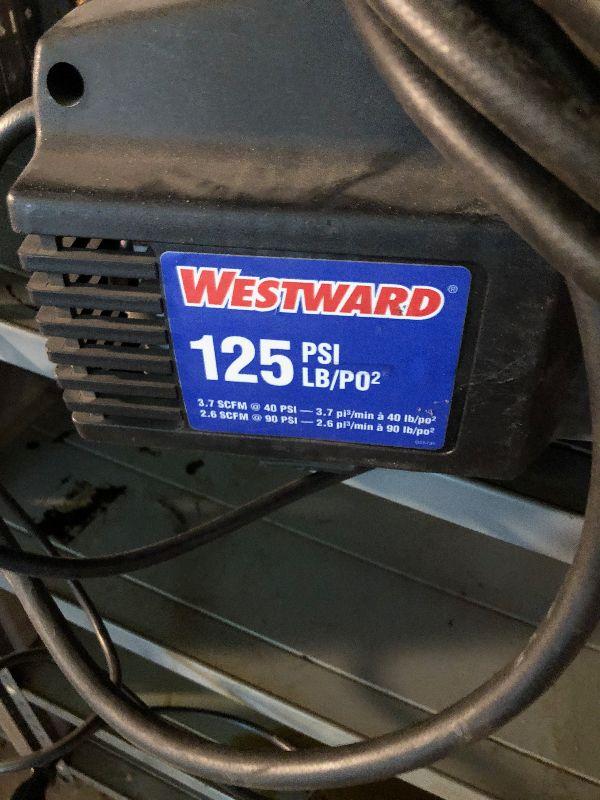 WESTWARD®
125 PSI
LB/PO²
3.7 SCFM @ 40 PSI — 3.7 pi³/min à 40 lb/po²
2.6 SCFM @ 90 PSI — 2.6 pi³/min à 90 lb/po²